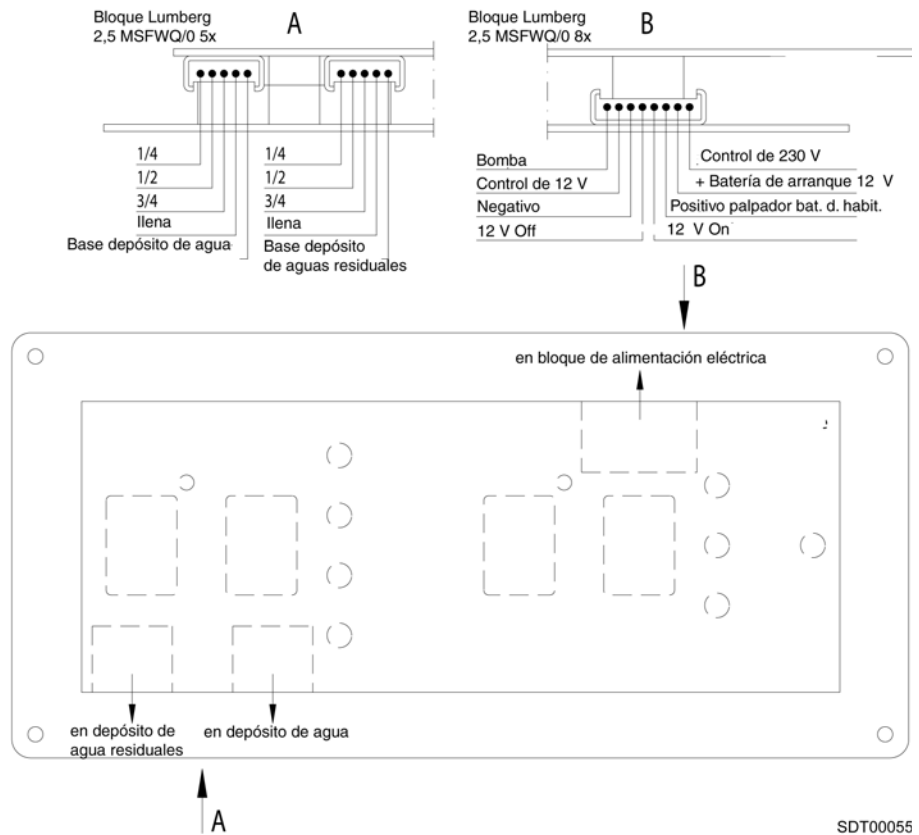 Bloque Lumberg
2,5 MSFWQ/0 5x
A
Bloque Lumberg
2,5 MSFWQ/0 8x
B
1/4
1/2
3/4
llena
Base depósito de agua
1/4
1/2
3/4
llena
Base depósito
de aguas residuales
Bomba
Control de 12 V
Negativo
12 V Off
Control de 230 V
+ Batería de arranque 12 V
Positivo palpador bat. d. habit.
12 V On
B
en bloque de alimentación eléctrica
en depósito de
agua residuales
en depósito de agua
A
SDT00055